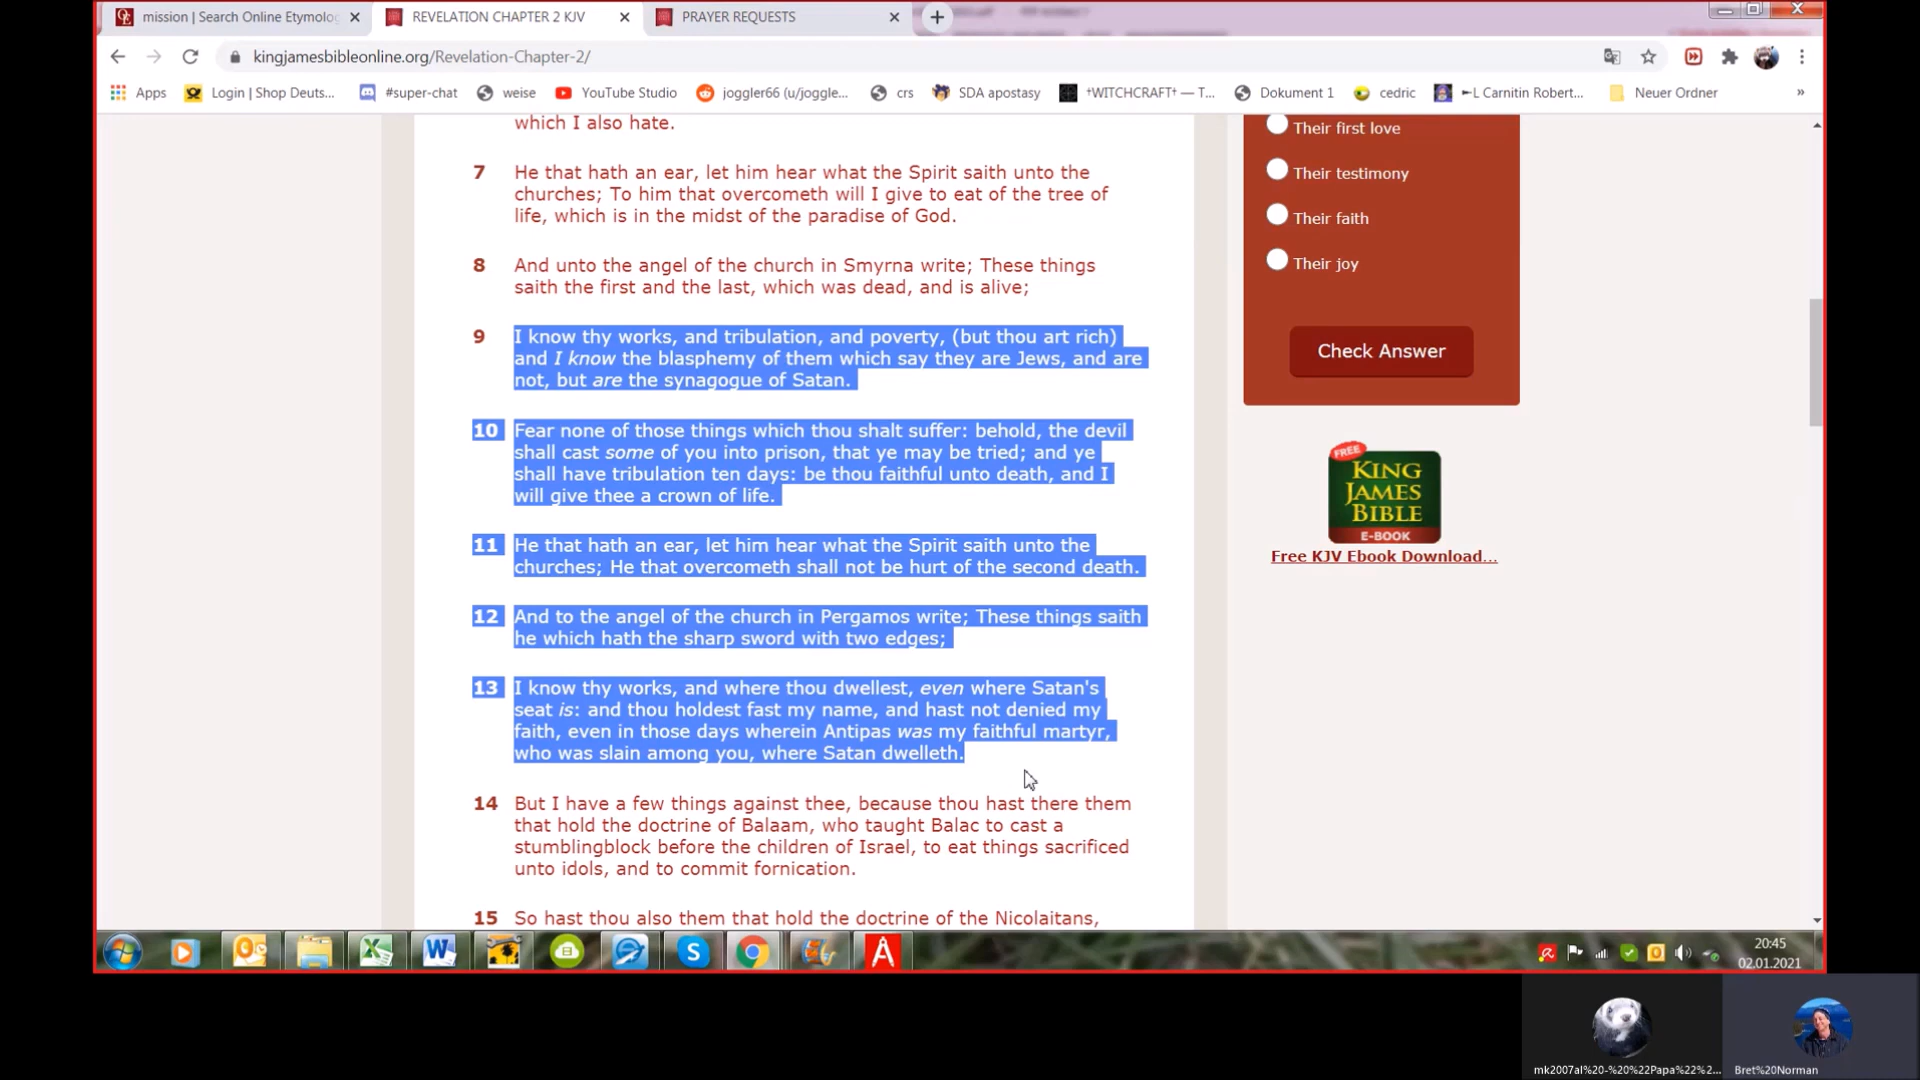 mission | Search Online Etymolog
REVELATION CHAPTER 2 KJV
PRAYER REQUESTS
kingjamesbibleonline.org/Revelation-Chapter-2/
Apps
Login | Shop Deuts...
#super-chat
weise
YouTube Studio
joggler66 (u/joggle...
crs
SDA apostasy
†WITCHCRAFT† — T...
Dokument 1
cedric
L Carnitin Robert...
Neuer Ordner
»
which I also hate.
7 He that hath an ear, let him hear what the Spirit saith unto the
churches; To him that overcometh will I give to eat of the tree of
life, which is in the midst of the paradise of God.
8 And unto the angel of the church in Smyrna write; These things
saith the first and the last, which was dead, and is alive;
9 I know thy works, and tribulation, and poverty, (but thou art rich)
and I know the blasphemy of them which say they are Jews, and are
not, but are the synagogue of Satan.
10 Fear none of those things which thou shalt suffer: behold, the devil
shall cast some of you into prison, that ye may be tried; and ye
shall have tribulation ten days: be thou faithful unto death, and I
will give thee a crown of life.
11 He that hath an ear, let him hear what the Spirit saith unto the
churches; He that overcometh shall not be hurt of the second death.
12 And to the angel of the church in Pergamos write; These things saith
he which hath the sharp sword with two edges;
13 I know thy works, and where thou dwellest, even where Satan's
seat is: and thou holdest fast my name, and hast not denied my
faith, even in those days wherein Antipas was my faithful martyr,
who was slain among you, where Satan dwelleth.
14 But I have a few things against thee, because thou hast there them
that hold the doctrine of Balaam, who taught Balac to cast a
stumblingblock before the children of Israel, to eat things sacrificed
unto idols, and to commit fornication.
15 So hast thou also them that hold the doctrine of the Nicolaitans,
Their first love
Their testimony
Their faith
Their joy
Check Answer
FREE
KING
JAMES
BIBLE
E-BOOK
Free KJV Ebook Download...
20:45
02.01.2021
mk2007al%20-%20%22Papa%22%2...
Bret%20Norman